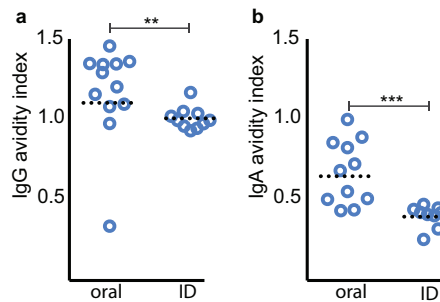 a
**
1.5
1.0
0.5
IgG avidity index
oral ID
b
***
1.5
1.0
0.5
IgA avidity index
oral ID